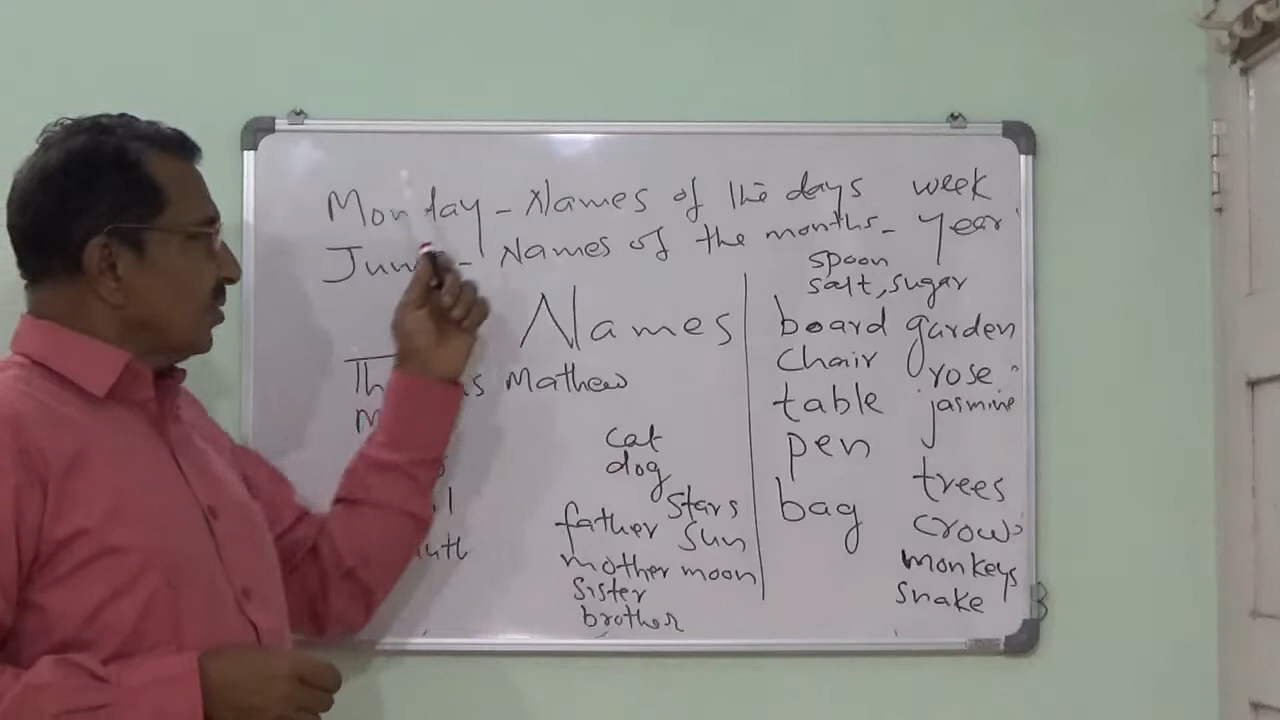 Monday - Names of the days week
June - Names of the months - year
Names
Mathew
cat
dog
stars
father sun
mother moon
sister
brother
spoon
salt, sugar
board garden
chair rose
table jasmine
pen
trees
bag crow
monkeys
snake